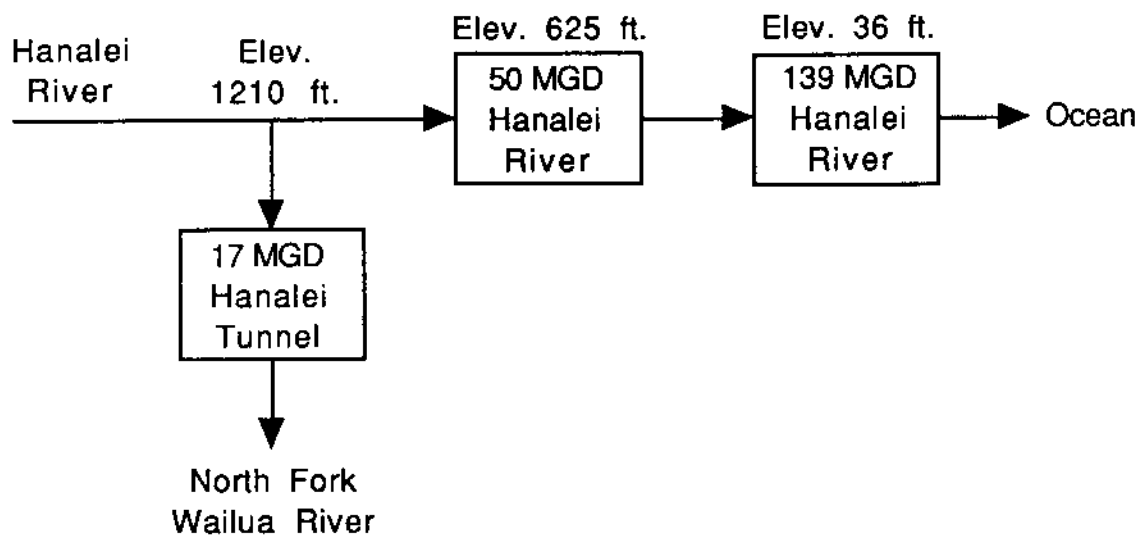 Hanalei
River
Elev.
1210 ft.
Elev. 625 ft.
50 MGD
Hanalei
River
Elev. 36 ft.
139 MGD
Hanalei
River
Ocean
17 MGD
Hanalei
Tunnel
North Fork
Wailua River